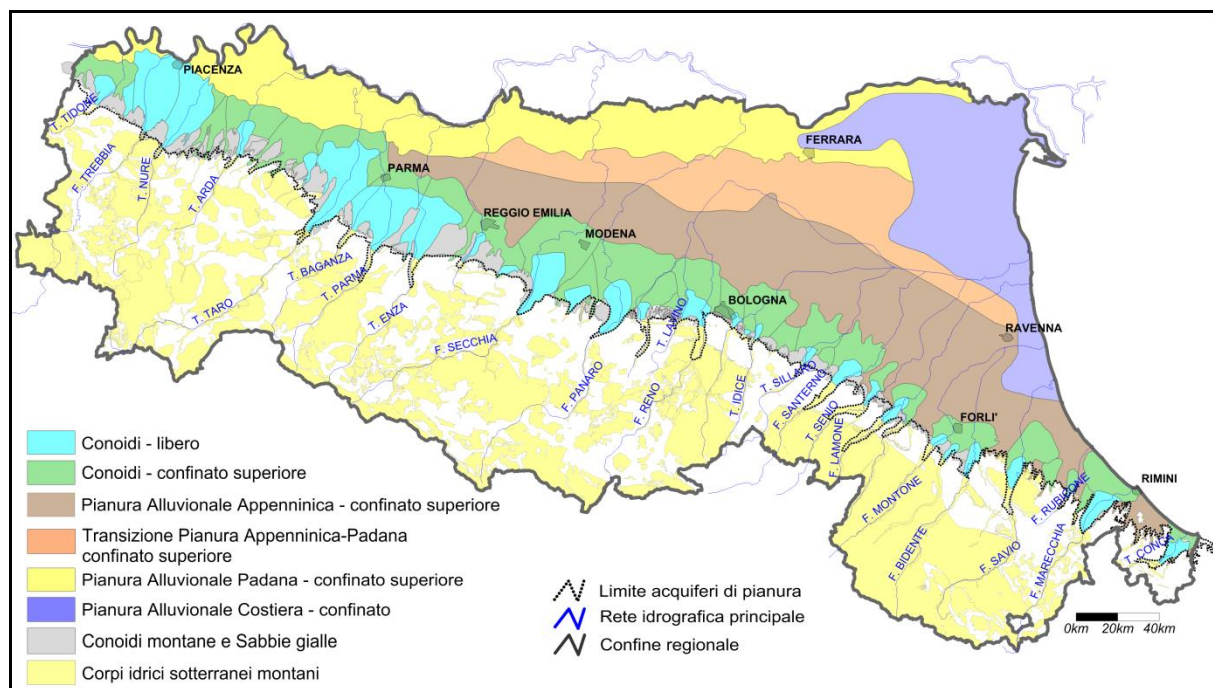 PIACENZA
T. TIDONE
F. TREBBIA
T. NURE
T. ARDA
PARMA
FERRARA
REGGIO EMILIA
MODENA
T. BAGANZA
T. PARMA
T. ENZA
T. TARO
F. SECCHIA
F. PANARO
F. RENO
T. LAVINO
BOLOGNA
T. IDICE
T. SILLARO
F. SANTERNO
T. SENIO
F. LAMONE
RAVENNA
FORLI'
F. MONTONE
F. BIDENTE
F. SAVIO
F. RUBICONE
F. MARECCHIA
RIMINI
T. CONCA
Conoidi - libero
Conoidi - confinato superiore
Pianura Alluvionale Appenninica - confinato superiore
Transizione Pianura Appenninica-Padana
confinato superiore
Pianura Alluvionale Padana - confinato superiore
Pianura Alluvionale Costiera - confinato
Conoidi montane e Sabbie gialle
Corpi idrici sotterranei montani
Limite acquiferi di pianura
Rete idrografica principale
Confine regionale
0km 20km 40km